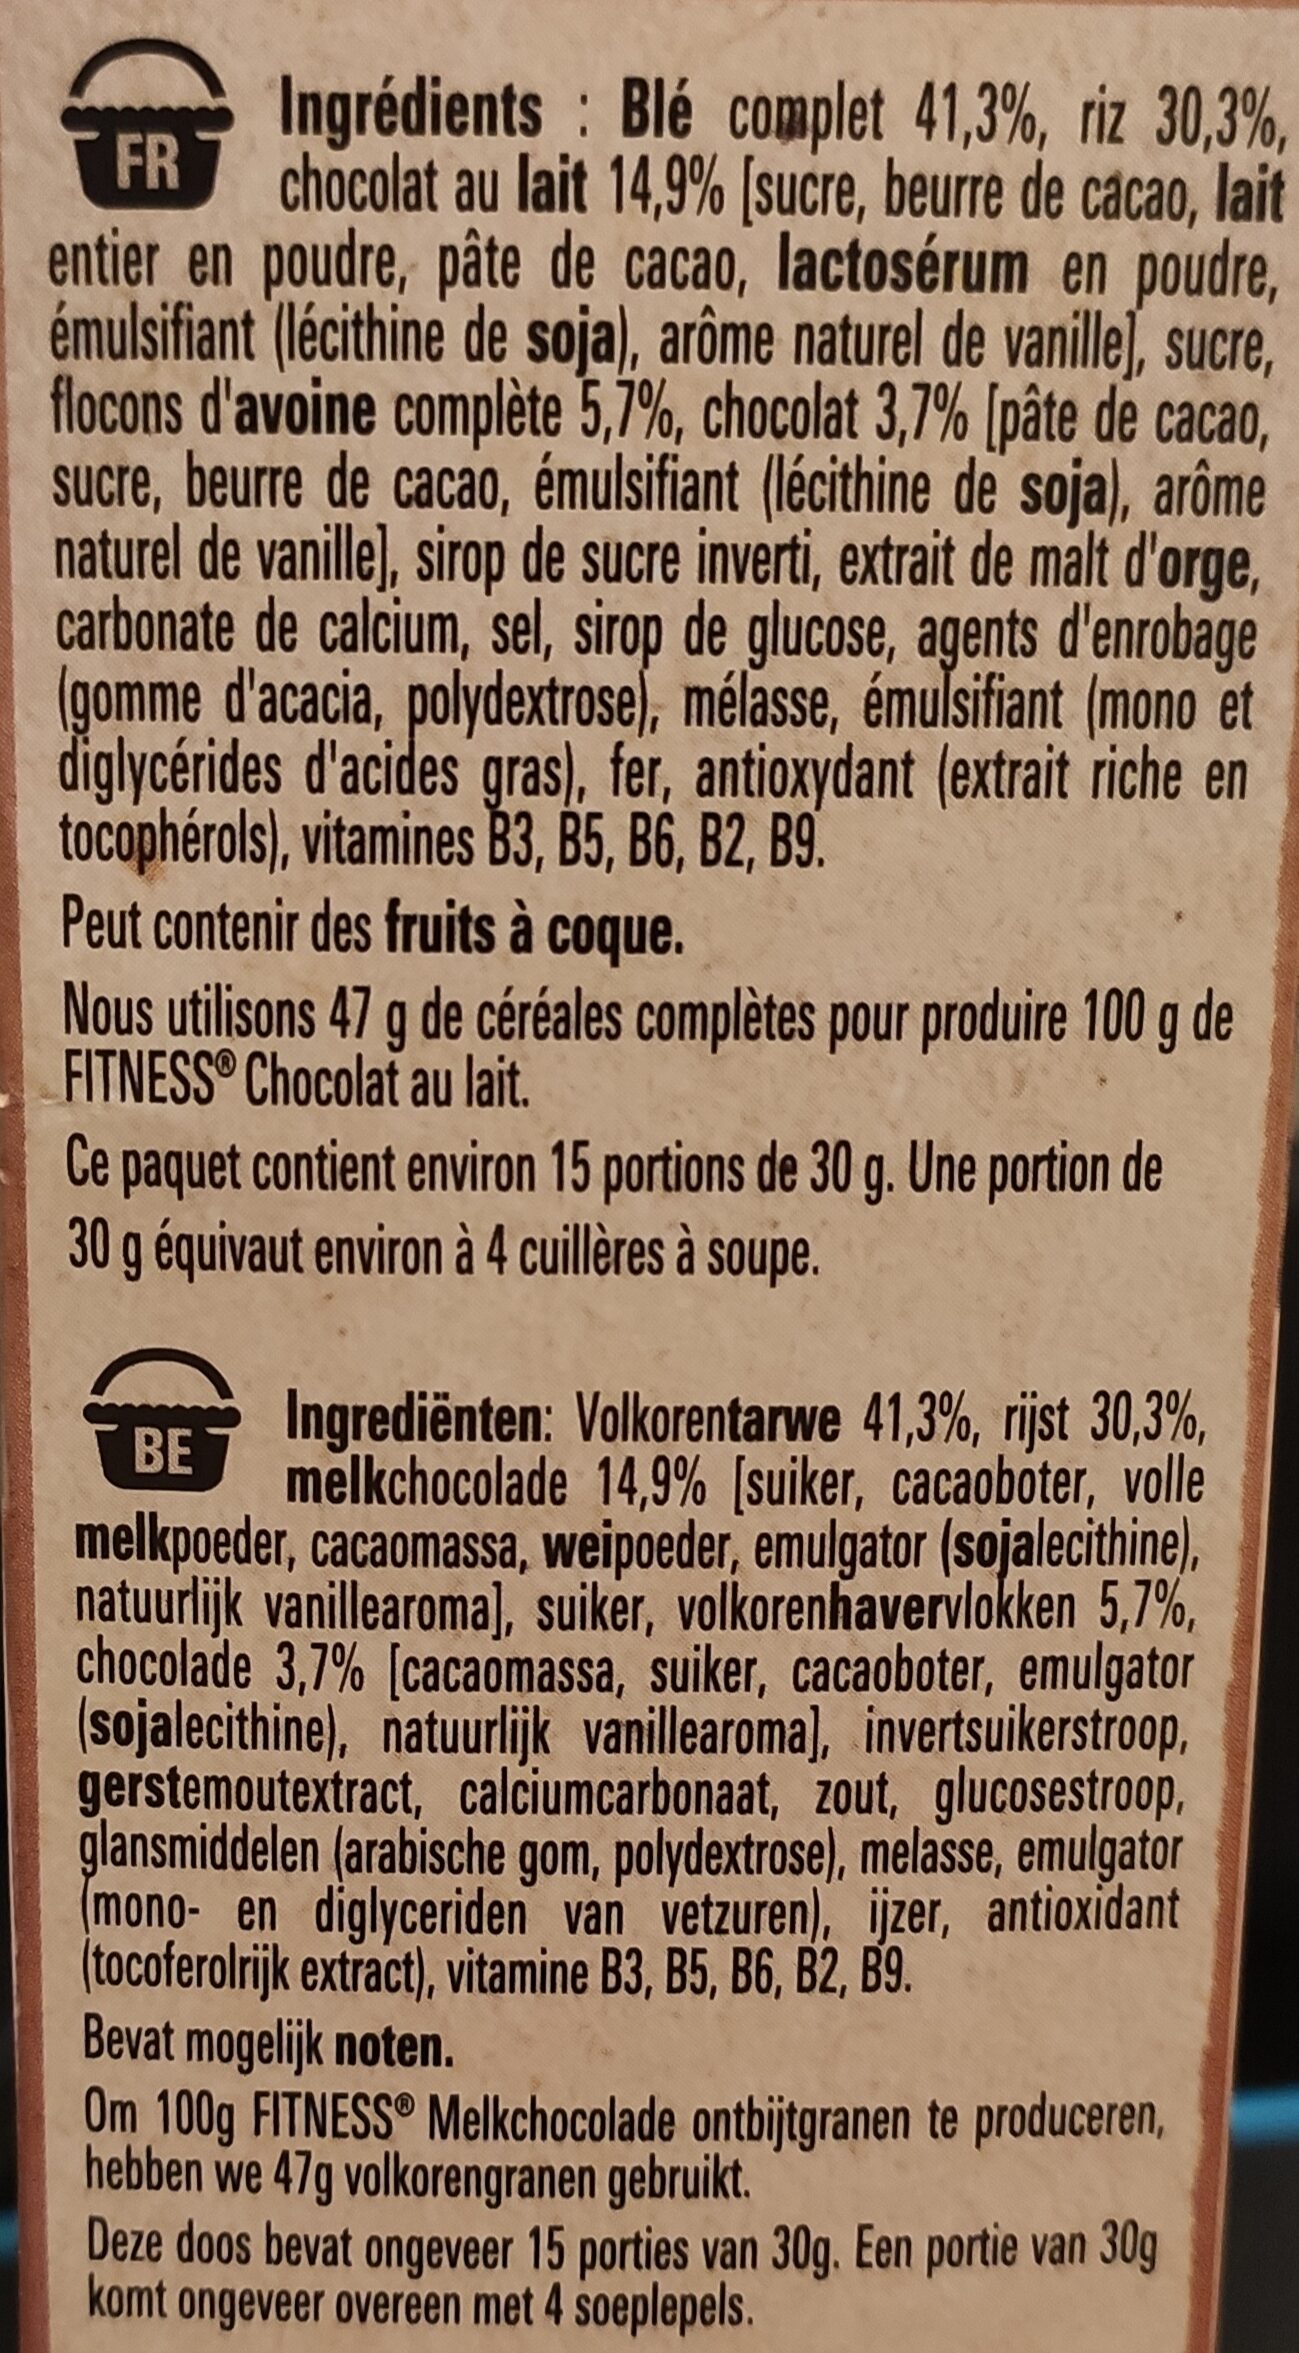 FR
Ingrédients : Blé complet 41,3%, riz 30,3%,
chocolat au lait 14,9% [sucre, beurre de cacao, lait
entier en poudre, pâte de cacao, lactosérum en poudre,
émulsifiant (lécithine de soja), arôme naturel de vanille], sucre,
flocons d'avoine complète 5,7%, chocolat 3,7% [pâte de cacao,
sucre, beurre de cacao, émulsifiant (lécithine de soja), arôme
naturel de vanille], sirop de sucre inverti, extrait de malt d'orge,
carbonate de calcium, sel, sirop de glucose, agents d'enrobage
(gomme d'acacia, polydextrose), mélasse, émulsifiant (mono et
diglycérides d'acides gras), fer, antioxydant (extrait riche en
tocophérols), vitamines B3, B5, B6, B2, B9.
Peut contenir des fruits à coque.
Nous utilisons 47 g de céréales complètes pour produire 100 g de
FITNESS® Chocolat au lait.
Ce paquet contient environ 15 portions de 30 g. Une portion de
30 g équivaut environ à 4 cuillères à soupe.
BE
Ingrediënten: Volkorentarwe 41,3%, rijst 30,3%,
melkchocolade 14,9% [suiker, cacaoboter, volle
melkpoeder, cacaomassa, weipoeder, emulgator (sojalecithine),
natuurlijk vanillearoma], suiker, volkorenhavervlokken 5,7%,
chocolade 3,7% [cacaomassa, suiker, cacaoboter, emulgator
(sojalecithine), natuurlijk vanillearoma], invertsuikerstroop,
gerstemoutextract, calciumcarbonaat, zout, glucosestroop,
glansmiddelen (arabische gom, polydextrose), melasse, emulgator
(mono- en diglyceriden van vetzuren), ijzer, antioxidant
(tocoferolrijk extract), vitamine B3, B5, B6, B2, B9.
Bevat mogelijk noten.
Om 100g FITNESS® Melkchocolade ontbijtgranen te produceren,
hebben we 47g volkorengranen gebruikt.
Deze doos bevat ongeveer 15 porties van 30g. Een portie van 30g
komt ongeveer overeen met 4 soeplepels.